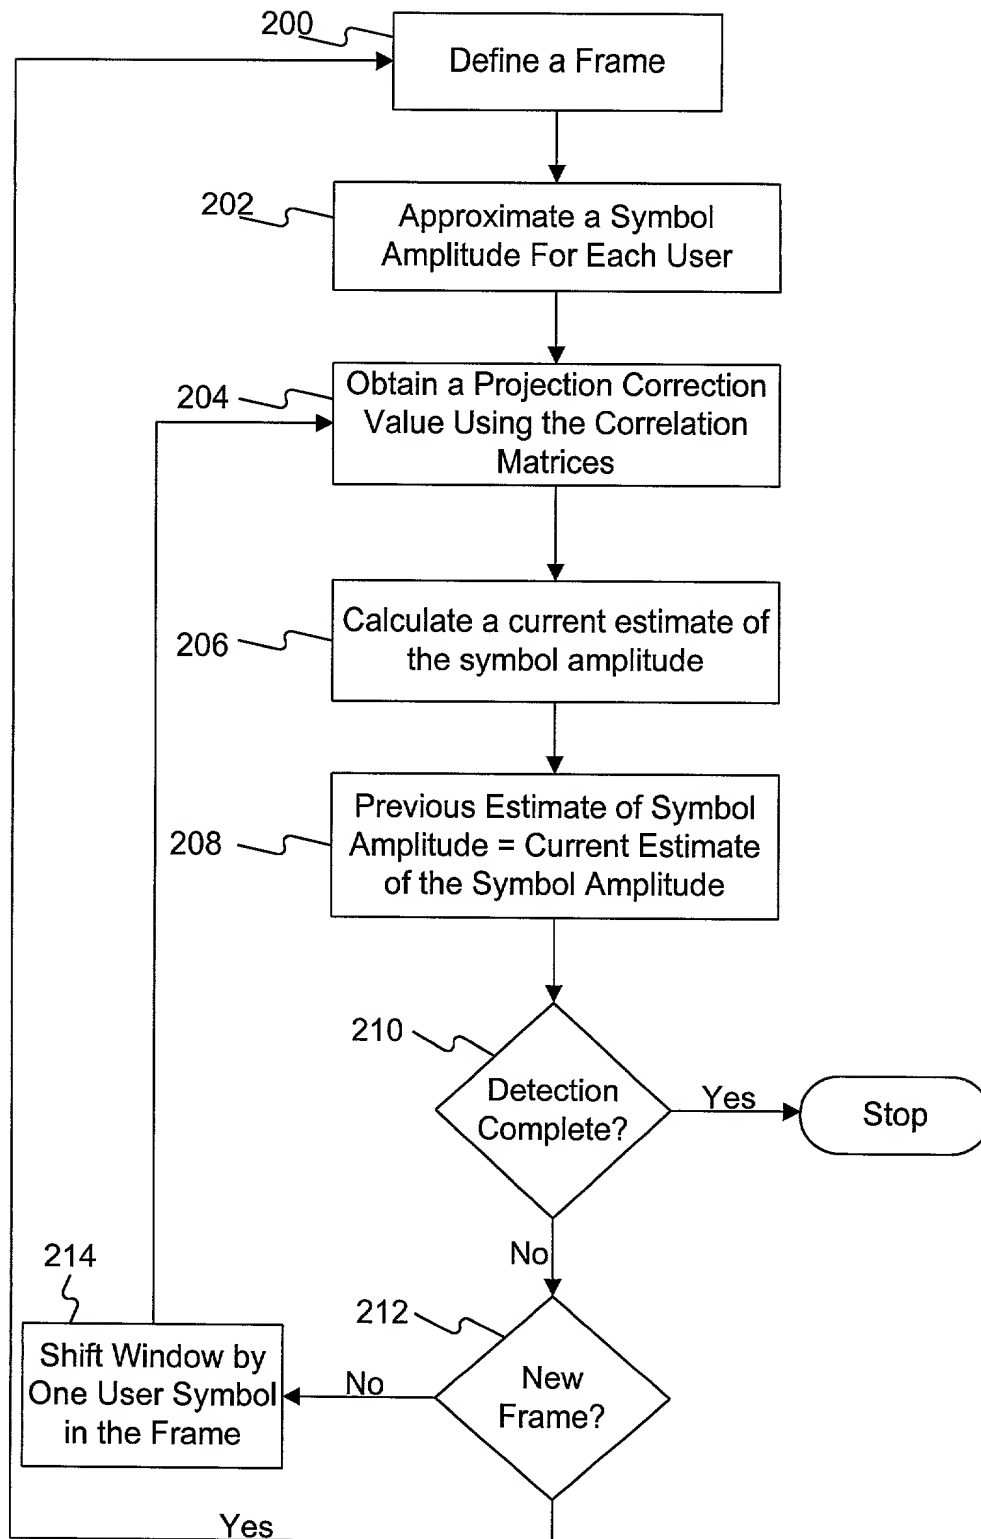 200
Define a Frame
202
Approximate a Symbol
Amplitude For Each User
204
Obtain a Projection Correction
Value Using the Correlation
Matrices
206
Calculate a current estimate of
the symbol amplitude
208
Previous Estimate of Symbol
Amplitude = Current Estimate
of the Symbol Amplitude
210
Detection
Complete?
Yes
Stop
No
214
212
Shift Window by
One User Symbol
in the Frame
No
New
Frame?
Yes